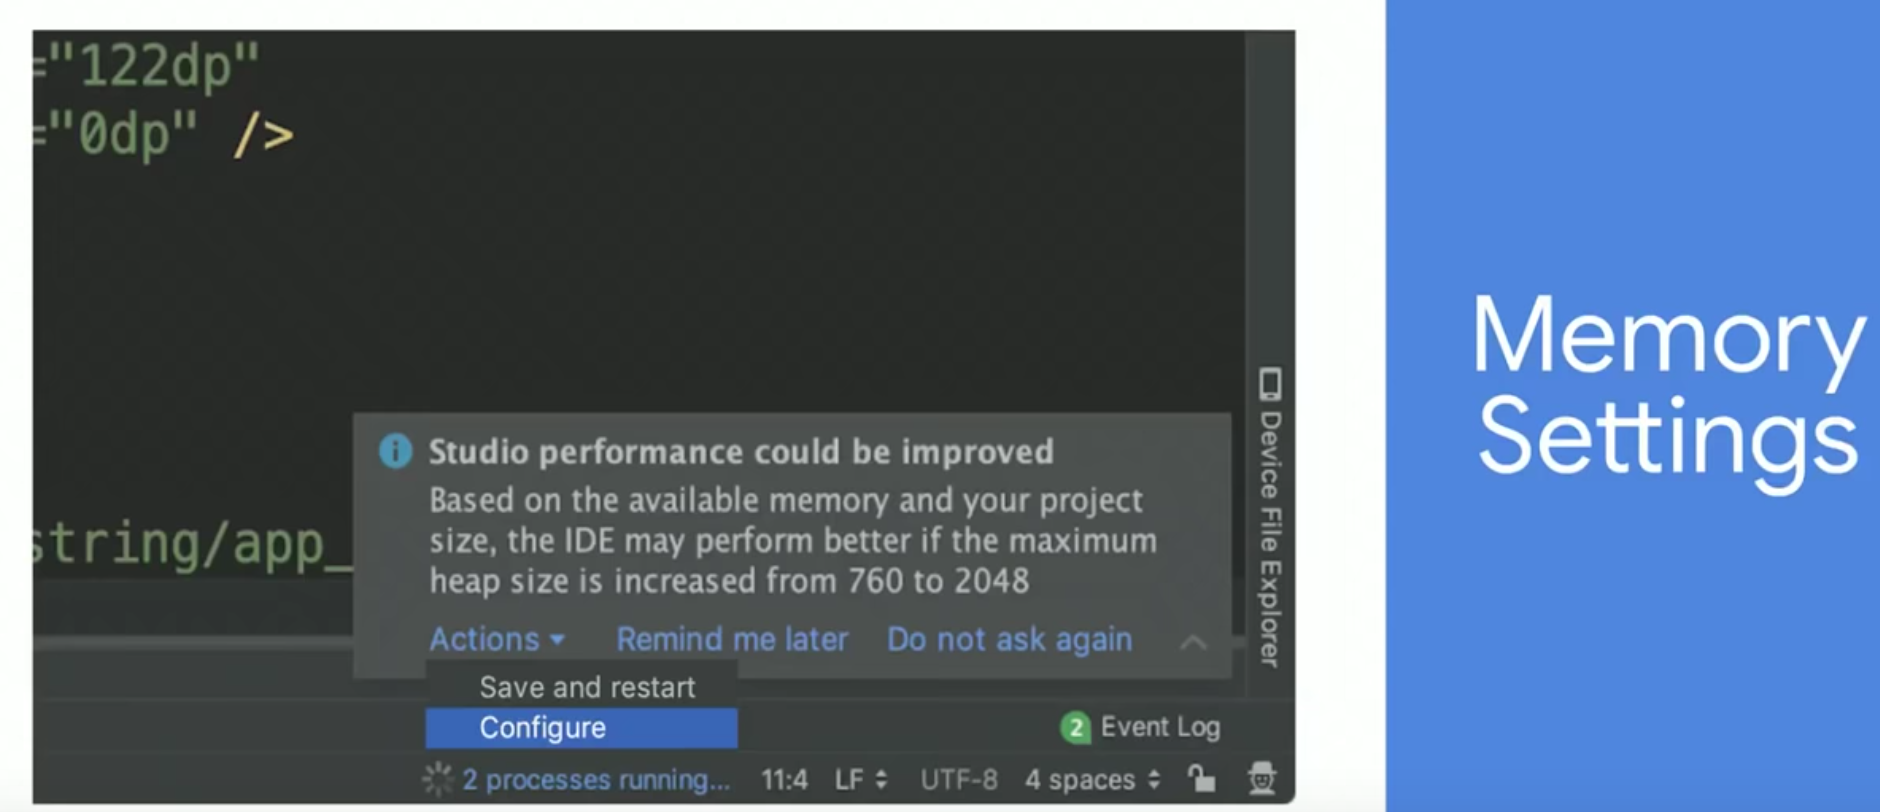 ="122dp"
="0dp" />
string/app_
Studio performance could be improved
Based on the available memory and your project
size, the IDE may perform better if the maximum
heap size is increased from 760 to 2048
Actions Remind me later Do not ask again
Save and restart
Configure
2 Event Log
2 processes running... 11:4 LF UTF-8 4 spaces
Device File Explorer
Memory
Settings